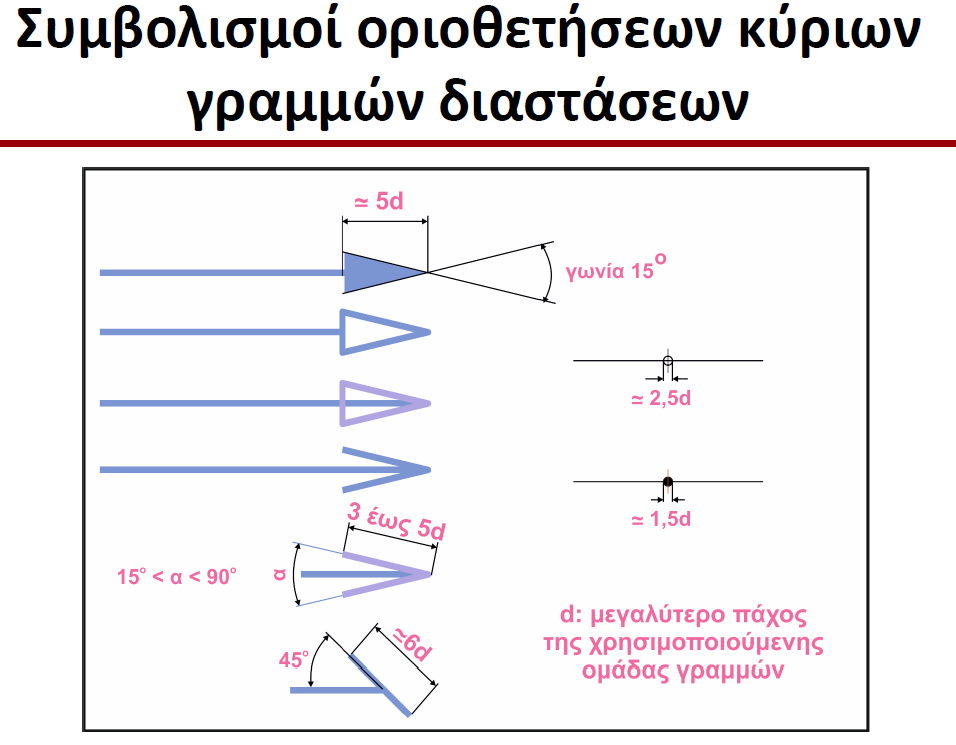 Συμβολισμοί οριοθετήσεων κύριων
γραμμών διαστάσεων
≃ 5d
γωνία 15°
≃ 2,5d
≃ 1,5d
3 έως 5d
15° < α < 90°
α
45°
≃6d
d: μεγαλύτερο πάχος
της χρησιμοποιούμενης
ομάδας γραμμών